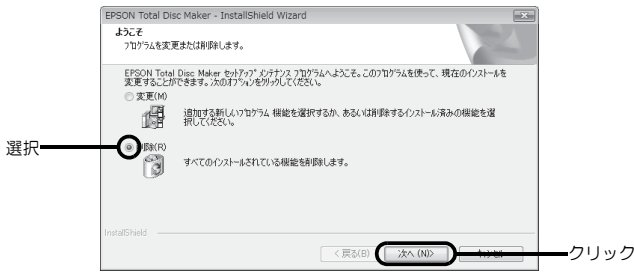 EPSON Total Disc Maker - InstallShield Wizard
ようこそ
プログラムを変更または削除します。
EPSON Total Disc Maker セットアップ メンテナンス プログラムへようこそ。このプログラムを使って、現在のインストールを
変更することができます。次のオプションをクリックしてください。
変更(M)
追加する新しいプログラム 機能を選択するか、あるいは削除するインストール済みの機能を選
択してください。
選択
削除(R)
すべてのインストールされている機能を削除します。
InstallShield
< 戻る(B)
次へ (N)>
キャンセル
クリック